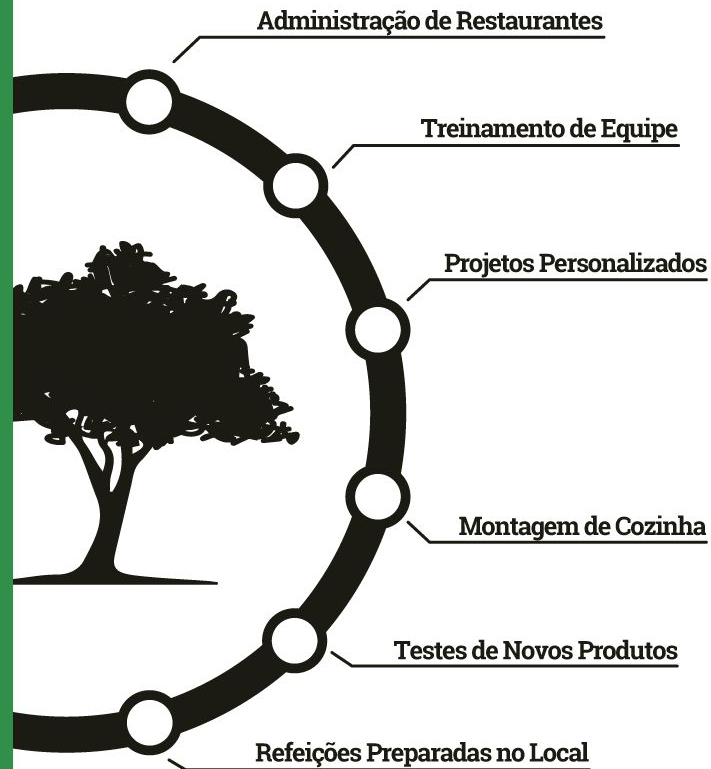 Administração de Restaurantes
Treinamento de Equipe
Projetos Personalizados
Montagem de Cozinha
Testes de Novos Produtos
Refeições Preparadas no Local